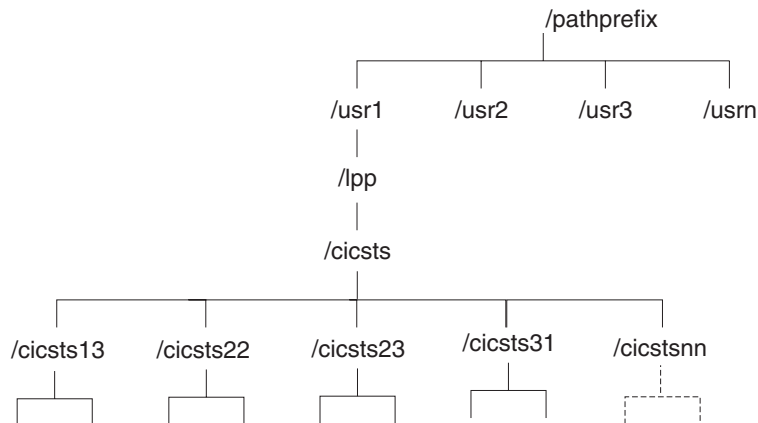 /pathprefix
/usr1 /usr2 /usr3 /usrn
/lpp
/cicsts
/cicsts13 /cicsts22 /cicsts23 /cicsts31 /cicstsnn